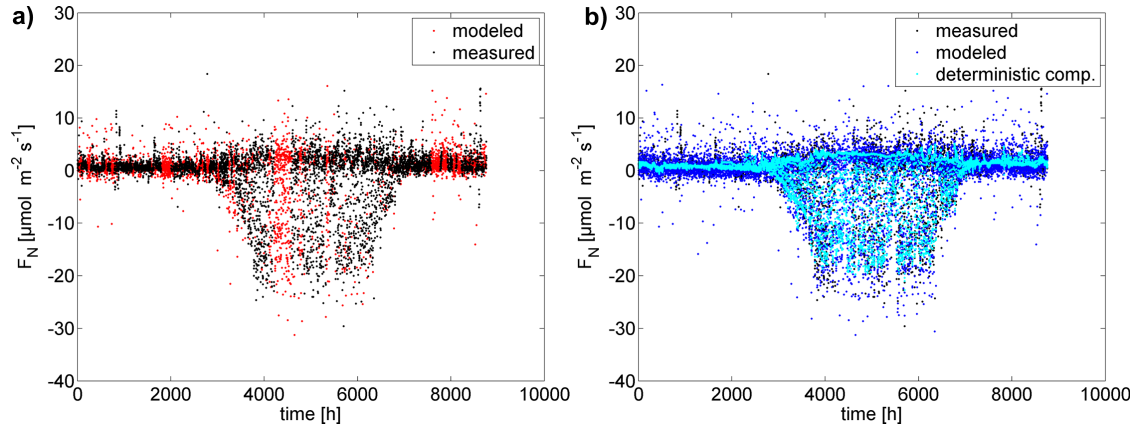 a)
30
20
10
0
-10
-20
-30
-40
F_N [µmol m⁻² s⁻¹]
modeled
measured
0 2000 4000 6000 8000 10000
time [h]
b)
30
20
10
0
-10
-20
-30
-40
F_N [µmol m⁻² s⁻¹]
measured
modeled
deterministic comp.
0 2000 4000 6000 8000 10000
time [h]